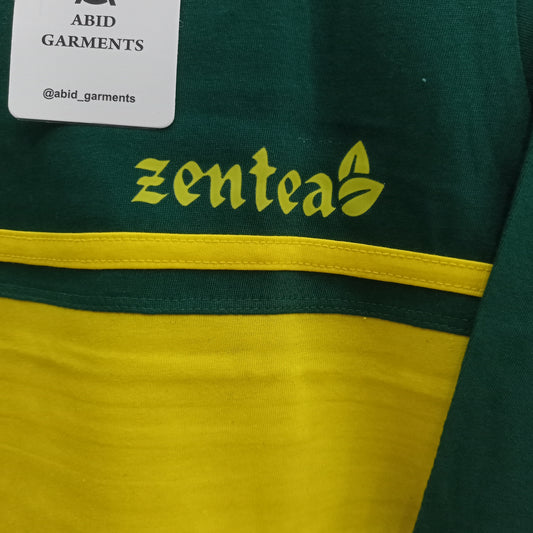 ABID
GARMENTS
@abid_garments
zentea